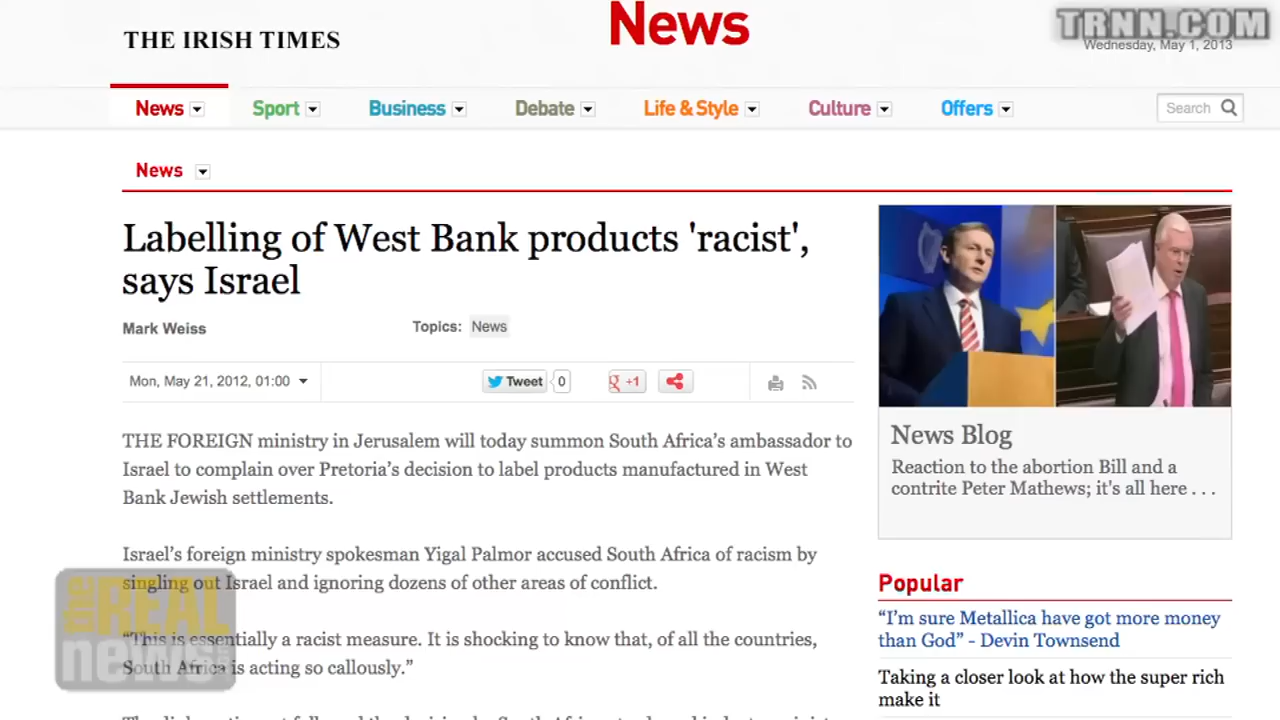 THE IRISH TIMES
News
TRNN.COM
Wednesday, May 1, 2013
News
Sport
Business
Debate
Life & Style
Culture
Offers
Search
News
Labelling of West Bank products 'racist',
says Israel
Mark Weiss
Topics: News
Mon, May 21, 2012, 01:00
Tweet 0
+1
THE FOREIGN ministry in Jerusalem will today summon South Africa's ambassador to
Israel to complain over Pretoria's decision to label products manufactured in West
Bank Jewish settlements.
Israel's foreign ministry spokesman Yigal Palmor accused South Africa of racism by
singling out Israel and ignoring dozens of other areas of conflict.
“This is essentially a racist measure. It is shocking to know that, of all the countries,
South Africa is acting so callously.”
the REAL
news
News Blog
Reaction to the abortion Bill and a
contrite Peter Mathews; it's all here . . .
Popular
“I'm sure Metallica have got more money
than God” - Devin Townsend
Taking a closer look at how the super rich
make it